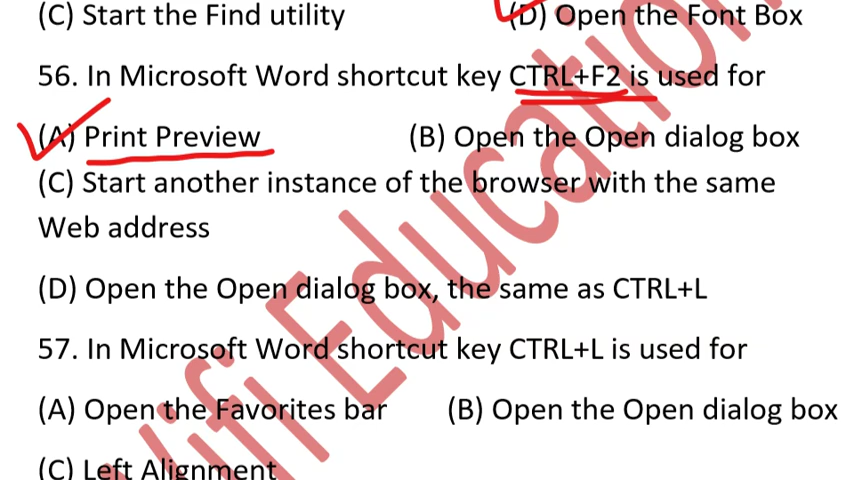 (C) Start the Find utility (D) Open the Font Box
56. In Microsoft Word shortcut key CTRL+F2 is used for
(A) Print Preview (B) Open the Open dialog box
(C) Start another instance of the browser with the same
Web address
(D) Open the Open dialog box, the same as CTRL+L
57. In Microsoft Word shortcut key CTRL+L is used for
(A) Open the Favorites bar (B) Open the Open dialog box
(C) Left Alignment
Wifi Education